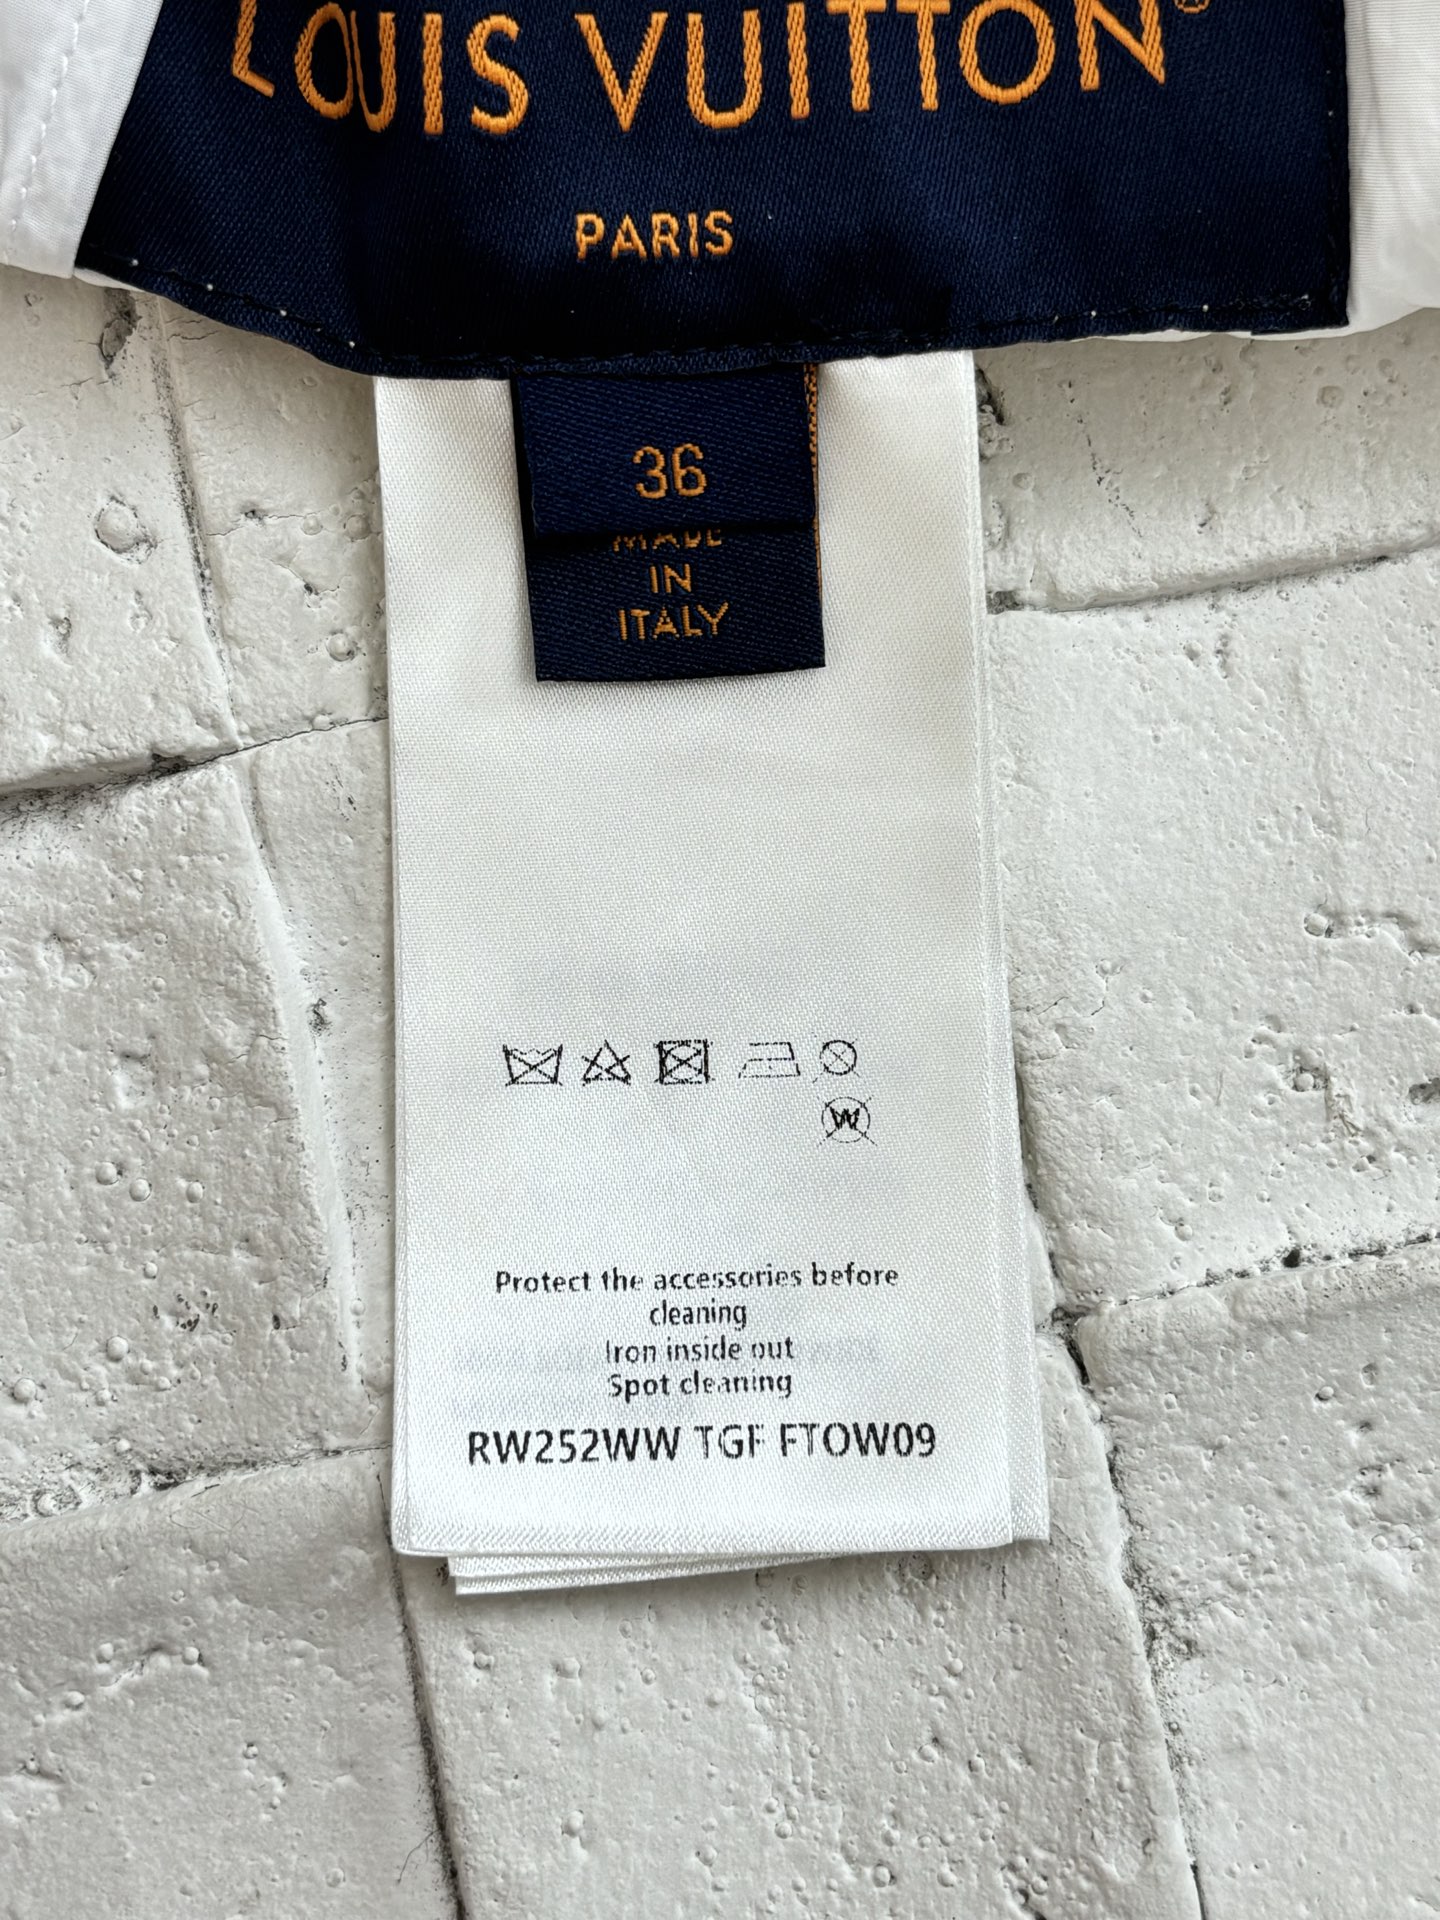 LOUIS VUITTON®
PARIS
36
MADE
IN
ITALY
W
Protect the accessories before
cleaning
Iron inside out
Spot cleaning
RW252WW TGF FTOW09